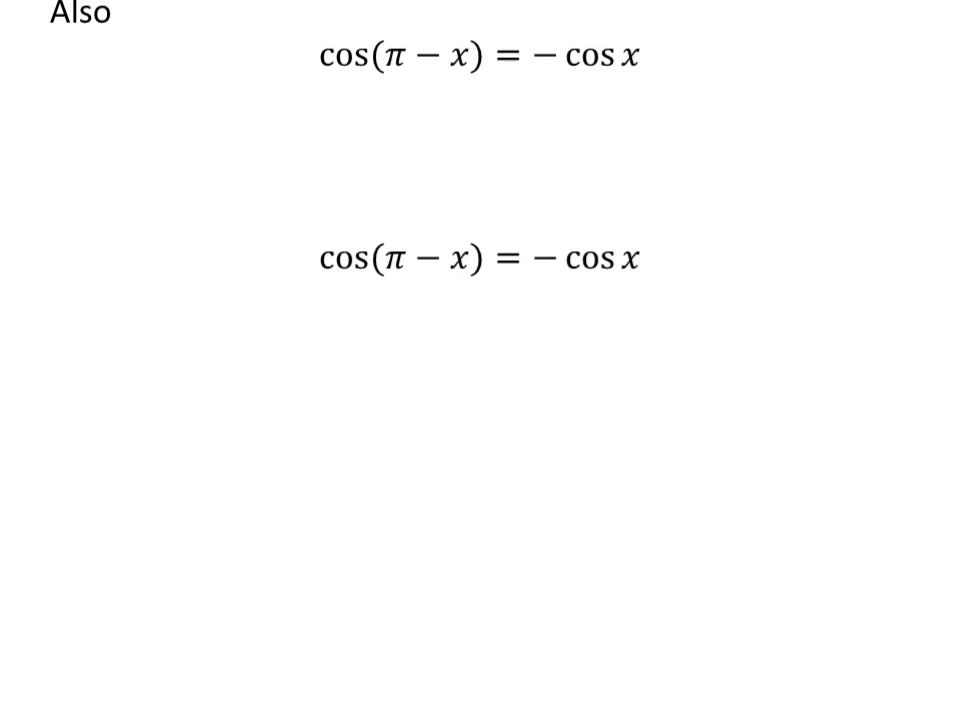 Also
cos(π − x) = − cos x
cos(π − x) = − cos x